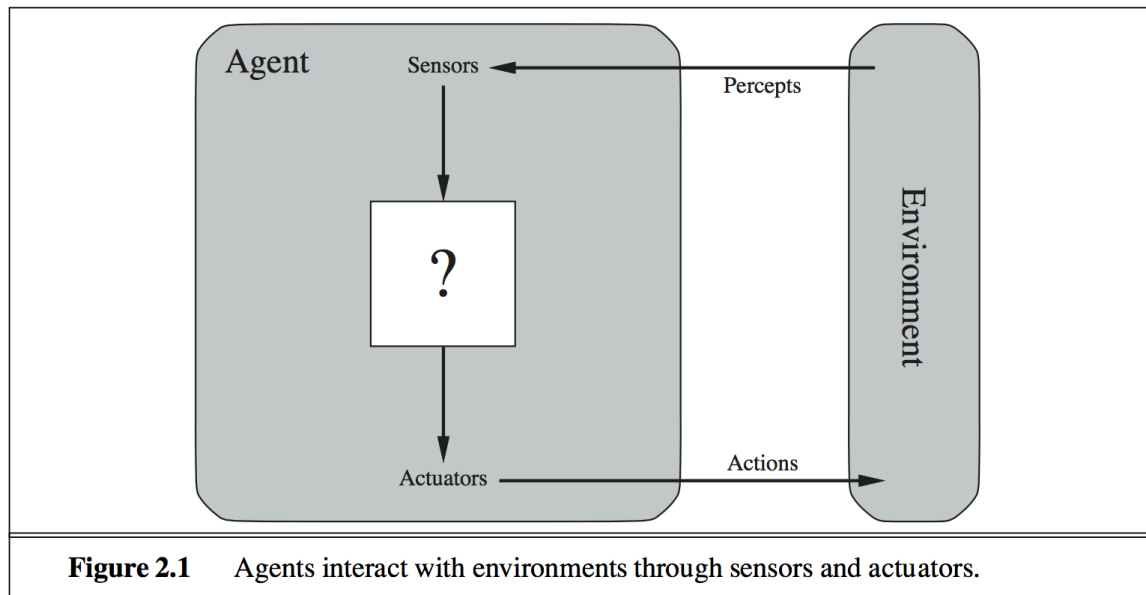 Agent
Sensors
Percepts
Environment
?
Actuators
Actions
Figure 2.1 Agents interact with environments through sensors and actuators.